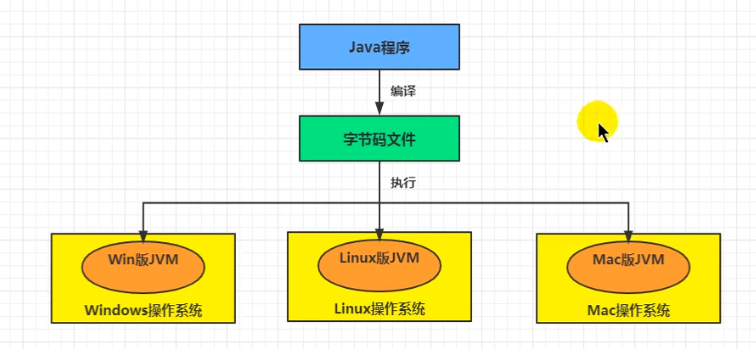 Java程序
编译
字节码文件
执行
Win版JVM
Windows操作系统
Linux版JVM
Linux操作系统
Mac版JVM
Mac操作系统